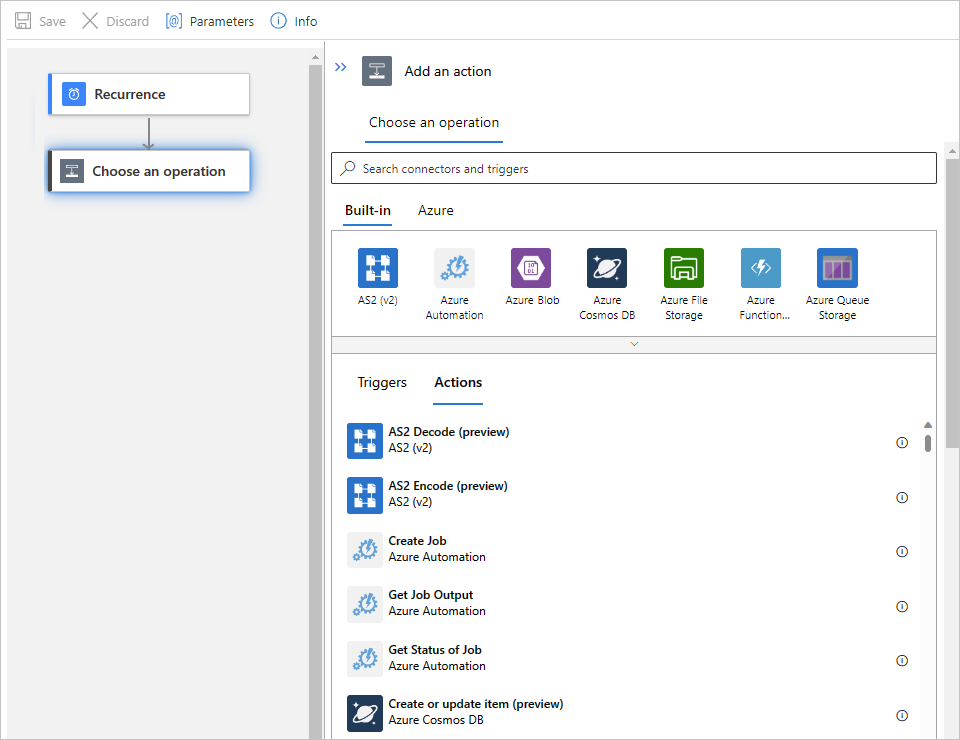 Save Discard Parameters Info
Recurrence
Choose an operation
Add an action
Choose an operation
Search connectors and triggers
Built-in Azure
AS2 (v2)
Azure
Automation
Azure Blob
Azure
Cosmos DB
Azure File
Storage
Azure
Function...
Azure Queue
Storage
Triggers Actions
AS2 Decode (preview)
AS2 (v2)
AS2 Encode (preview)
AS2 (v2)
Create Job
Azure Automation
Get Job Output
Azure Automation
Get Status of Job
Azure Automation
Create or update item (preview)
Azure Cosmos DB